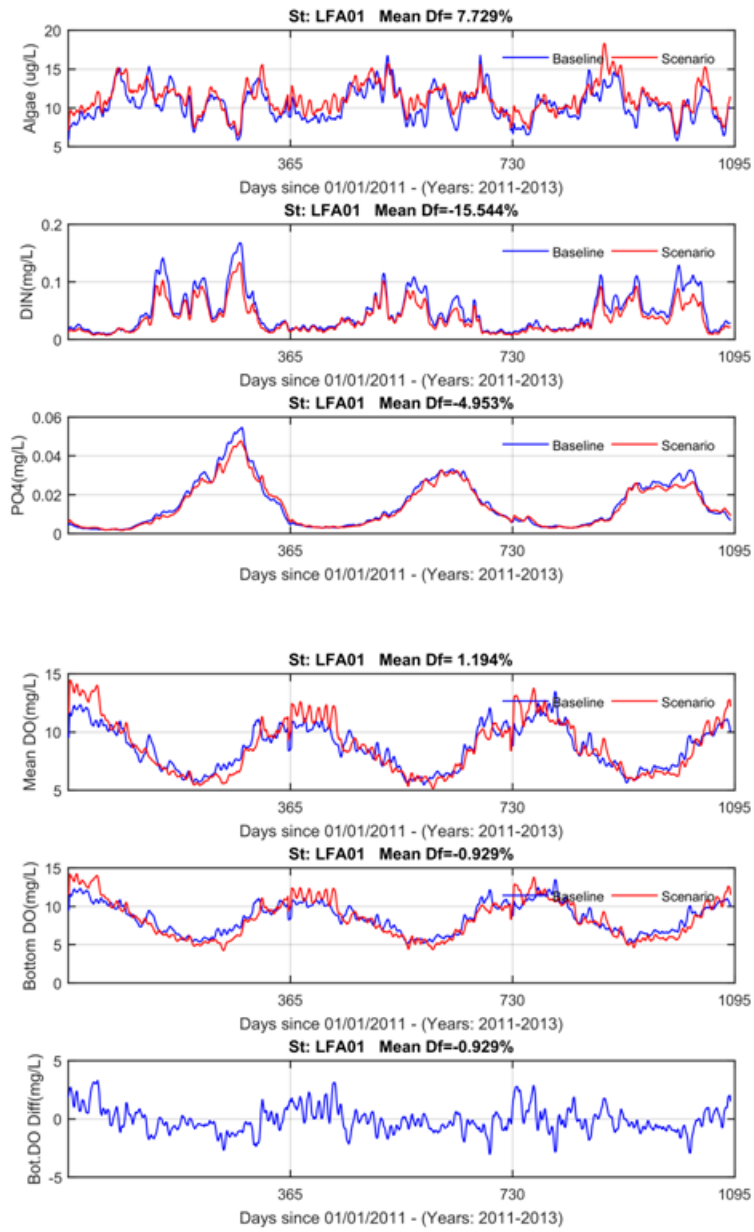 St: LFA01 Mean Df= 7.729%
20
15
10
5
Algae (ug/L)
Baseline Scenario
365 730 1095
Days since 01/01/2011 - (Years: 2011-2013)
St: LFA01 Mean Df=-15.544%
0.2
0.1
0
DIN(mg/L)
Baseline Scenario
365 730 1095
Days since 01/01/2011 - (Years: 2011-2013)
St: LFA01 Mean Df=-4.953%
0.06
0.04
0.02
0
PO4(mg/L)
Baseline Scenario
365 730 1095
Days since 01/01/2011 - (Years: 2011-2013)
St: LFA01 Mean Df= 1.194%
15
10
5
Mean DO(mg/L)
Baseline Scenario
365 730 1095
Days since 01/01/2011 - (Years: 2011-2013)
St: LFA01 Mean Df=-0.929%
15
10
5
0
Bottom DO(mg/L)
Baseline Scenario
365 730 1095
Days since 01/01/2011 - (Years: 2011-2013)
St: LFA01 Mean Df=-0.929%
5
0
-5
Bot.DO Diff(mg/L)
365 730 1095
Days since 01/01/2011 - (Years: 2011-2013)